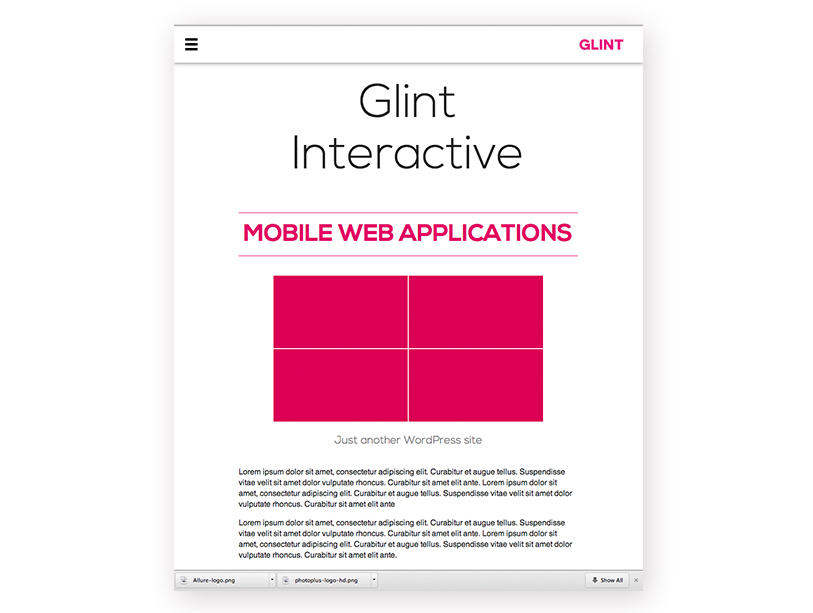 GLINT
Glint
Interactive
MOBILE WEB APPLICATIONS
Just another WordPress site
Lorem ipsum dolor sit amet, consectetur adipiscing elit. Curabitur et augue tellus. Suspendisse
vitae velit sit amet dolor vulputate rhoncus. Curabitur sit amet elit ante. Lorem ipsum dolor sit
amet, consectetur adipiscing elit. Curabitur et augue tellus. Suspendisse vitae velit sit amet dolor
vulputate rhoncus. Curabitur sit amet elit ante
Lorem ipsum dolor sit amet, consectetur adipiscing elit. Curabitur et augue tellus. Suspendisse
vitae velit sit amet dolor vulputate rhoncus. Curabitur sit amet elit ante. Lorem ipsum dolor sit
amet, consectetur adipiscing elit. Curabitur et augue tellus. Suspendisse vitae velit sit amet dolor
vulputate rhoncus. Curabitur sit amet elit ante.
Allure-logo.png photoplus-logo-hd.png Show All